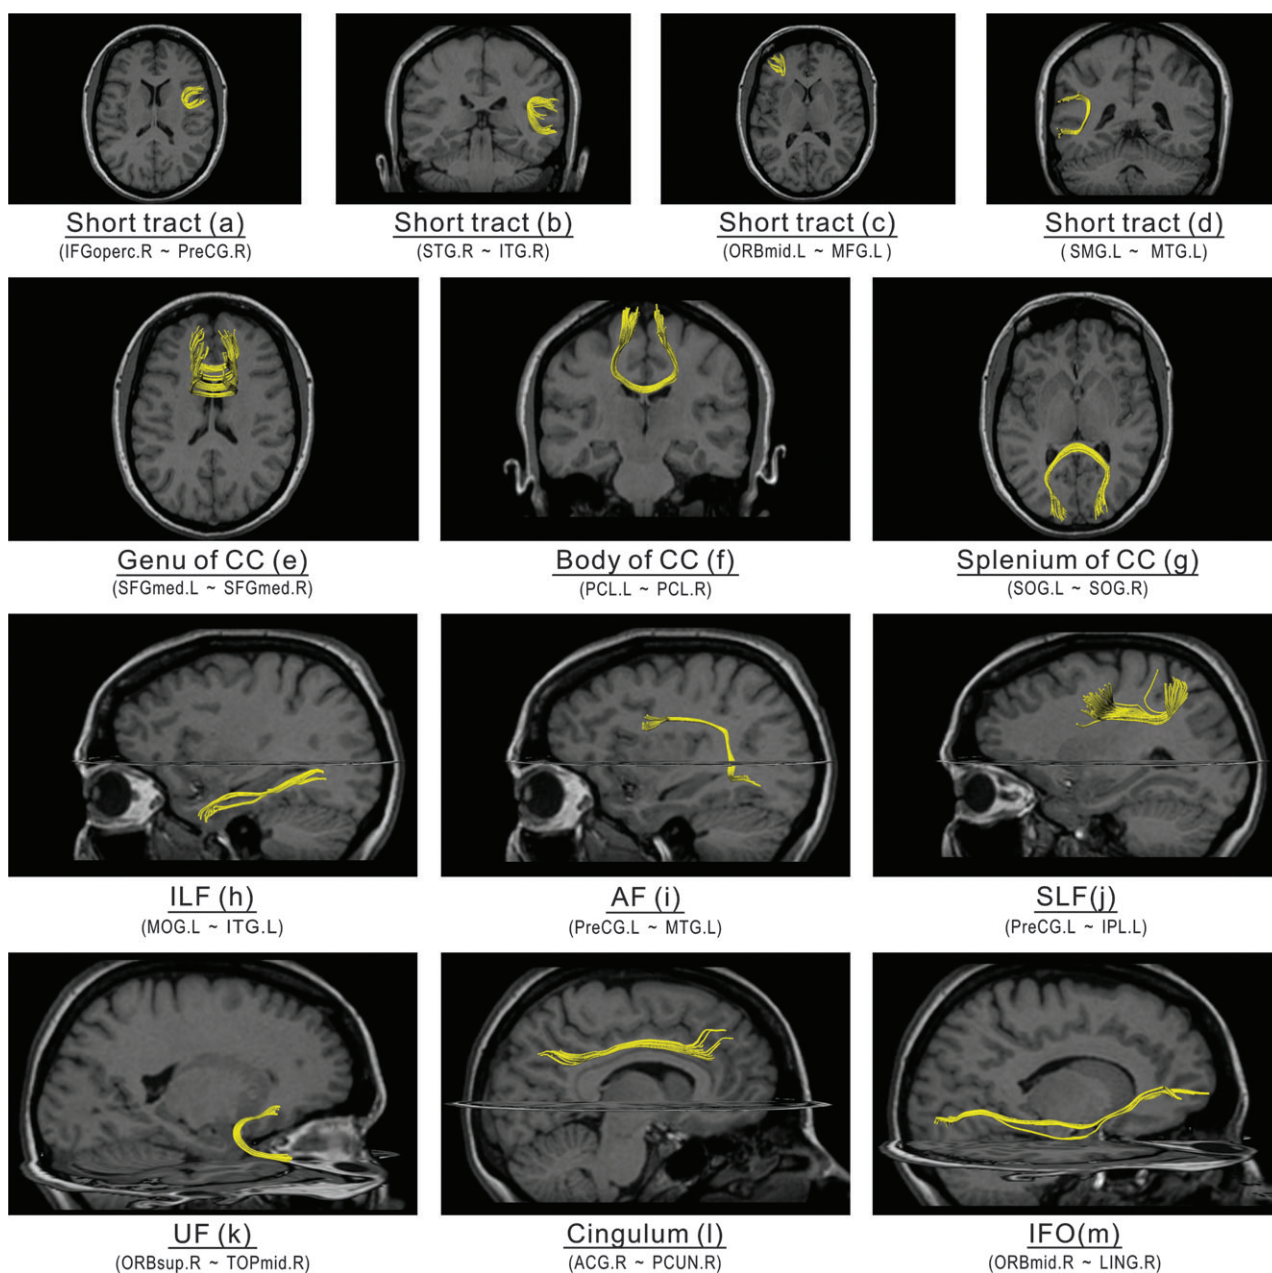 Short tract (a)
(IFGoperc.R ~ PreCG.R)
Short tract (b)
(STG.R ~ ITG.R)
Short tract (c)
(ORBmid.L ~ MFG.L)
Short tract (d)
( SMG.L ~ MTG.L)
Genu of CC (e)
(SFGmed.L ~ SFGmed.R)
Body of CC (f)
(PCL.L ~ PCL.R)
Splenium of CC (g)
(SOG.L ~ SOG.R)
ILF (h)
(MOG.L ~ ITG.L)
AF (i)
(PreCG.L ~ MTG.L)
SLF(j)
(PreCG.L ~ IPL.L)
UF (k)
(ORBsup.R ~ TOPmid.R)
Cingulum (l)
(ACG.R ~ PCUN.R)
IFO(m)
(ORBmid.R ~ LING.R)